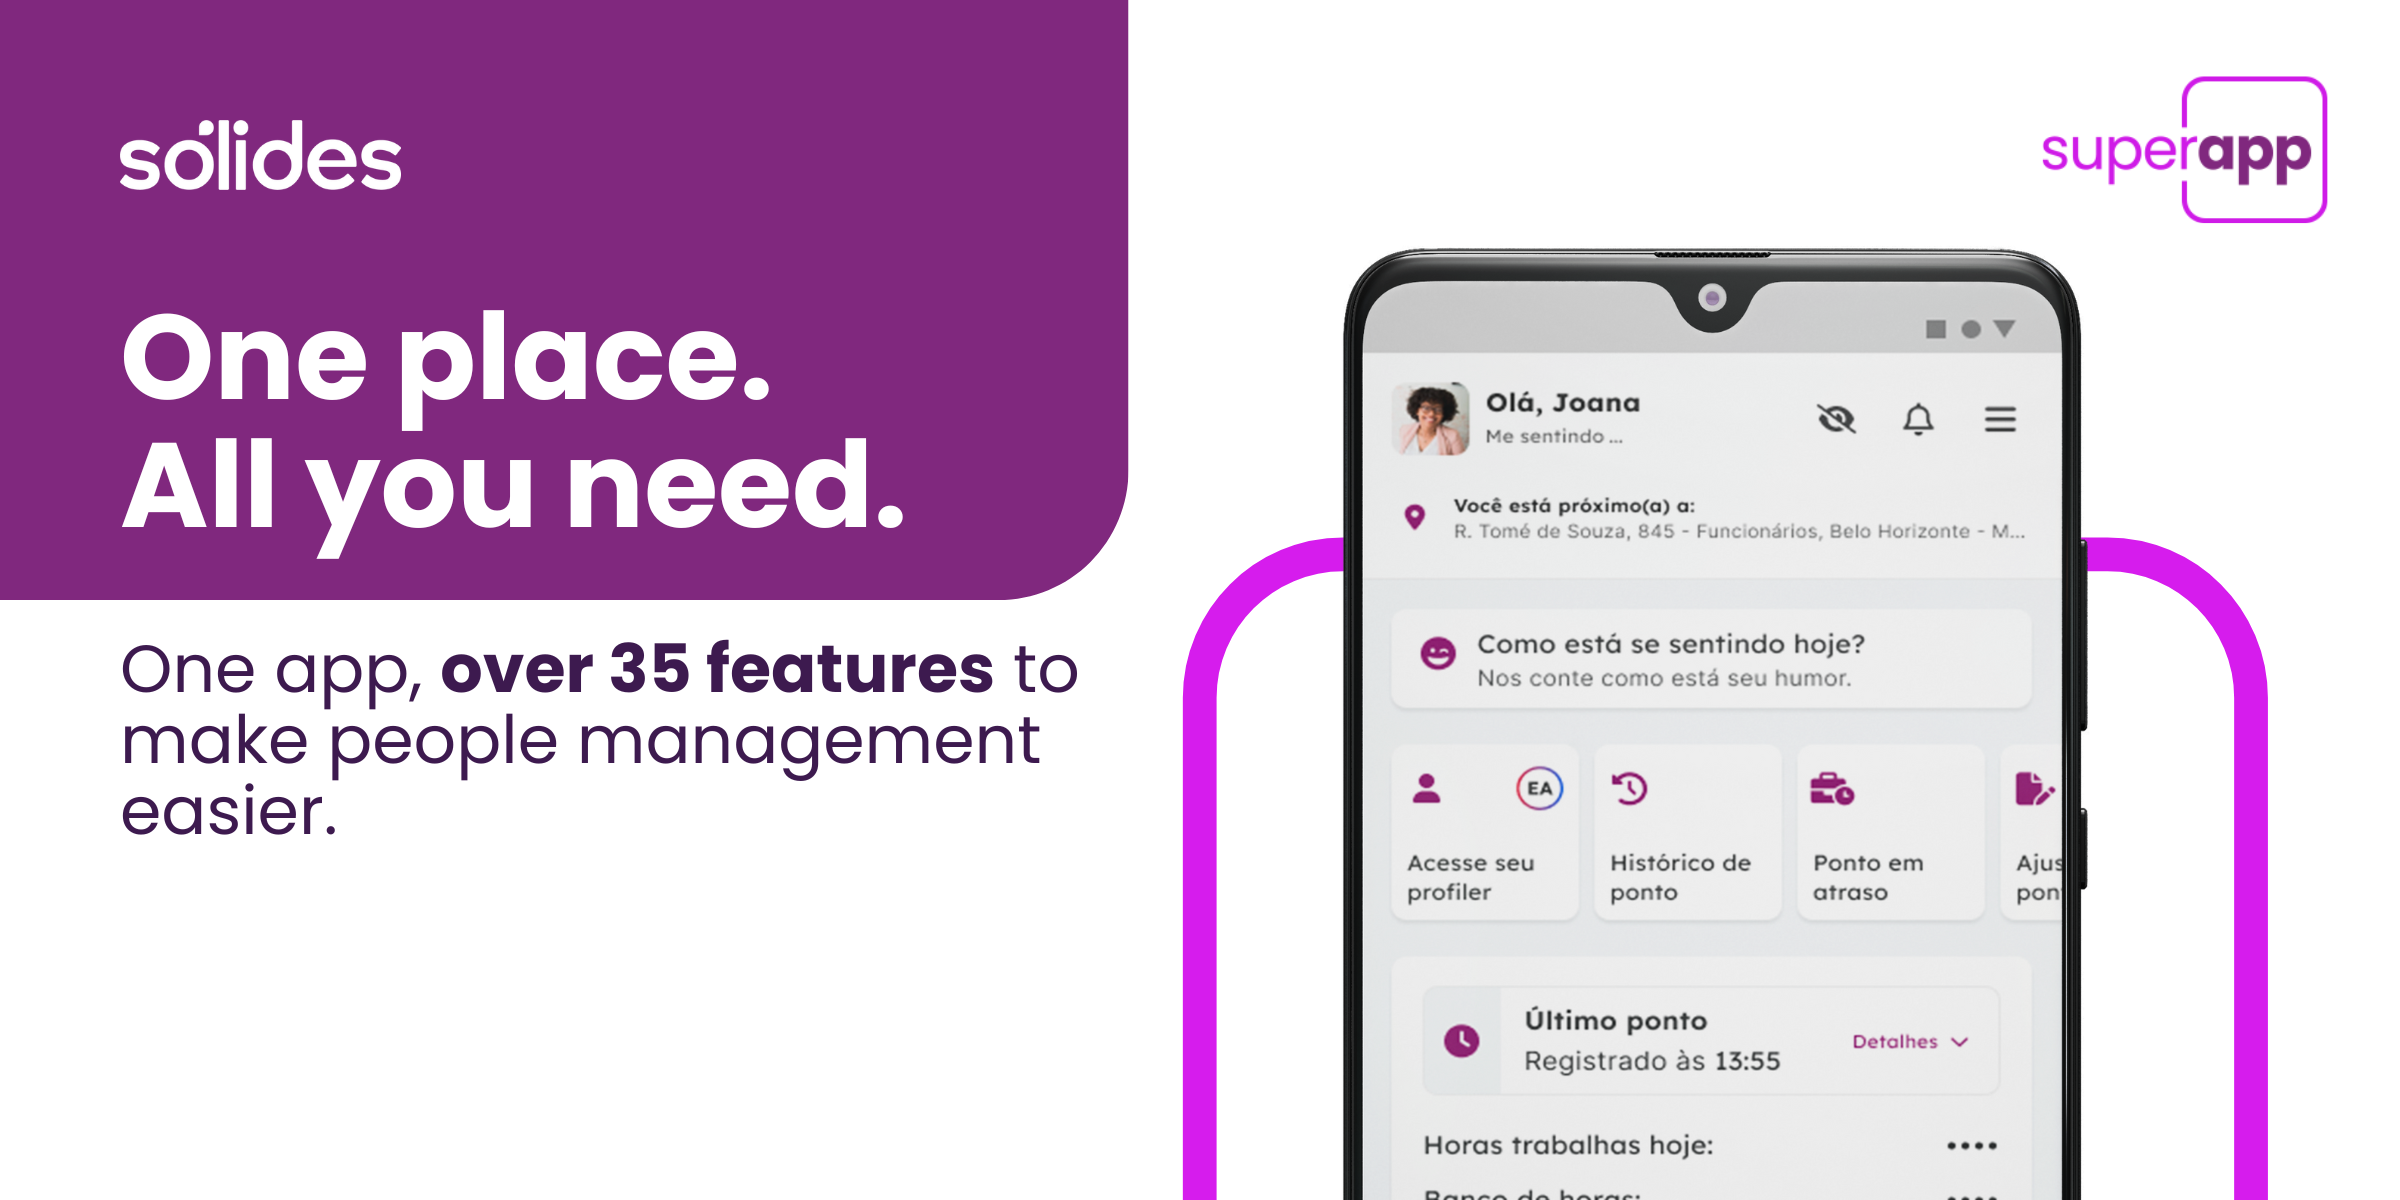 sólides
One place.
All you need.
One app, over 35 features to
make people management
easier.
superapp
Olá, Joana
Me sentindo ...
Você está próximo(a) a:
R. Tomé de Souza, 845 - Funcionários, Belo Horizonte - M...
Como está se sentindo hoje?
Nos conte como está seu humor.
EA
Acesse seu
profiler
Histórico de
ponto
Ponto em
atraso
Último ponto
Registrado às 13:55
Detalhes
Horas trabalhas hoje:
Banco de horas: